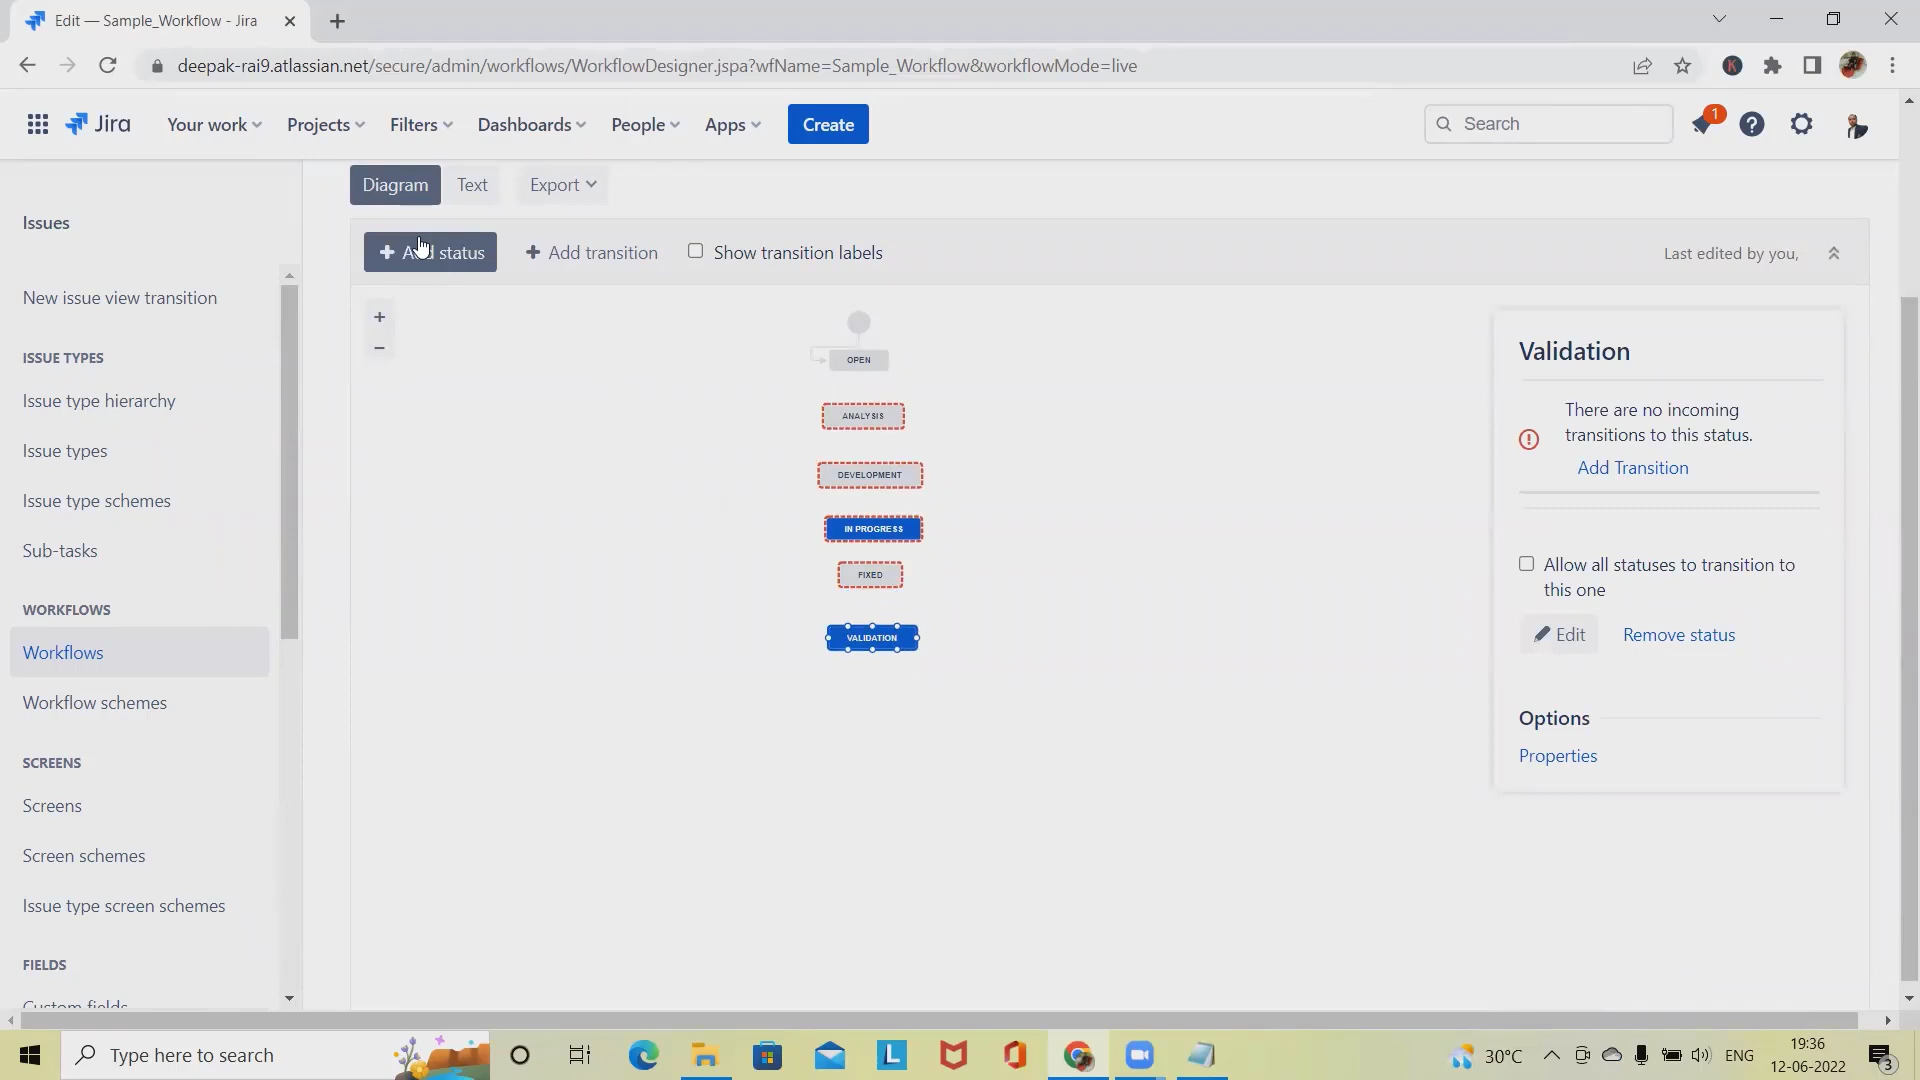 Edit — Sample_Workflow - Jira
deepak-rai9.atlassian.net/secure/admin/workflows/WorkflowDesigner.jspa?wfName=Sample_Workflow&workflowMode=live
K
Jira
Your work
Projects
Filters
Dashboards
People
Apps
Create
Search
1
Diagram
Text
Export
Issues
New issue view transition
ISSUE TYPES
Issue type hierarchy
Issue types
Issue type schemes
Sub-tasks
WORKFLOWS
Workflows
Workflow schemes
SCREENS
Screens
Screen schemes
Issue type screen schemes
FIELDS
Custom fields
Add status
Add transition
Show transition labels
Last edited by you,
OPEN
ANALYSIS
DEVELOPMENT
IN PROGRESS
FIXED
VALIDATION
Validation
There are no incoming
transitions to this status.
Add Transition
Allow all statuses to transition to
this one
Edit
Remove status
Options
Properties
Type here to search
L
30°C
ENG
19:36
12-06-2022
3